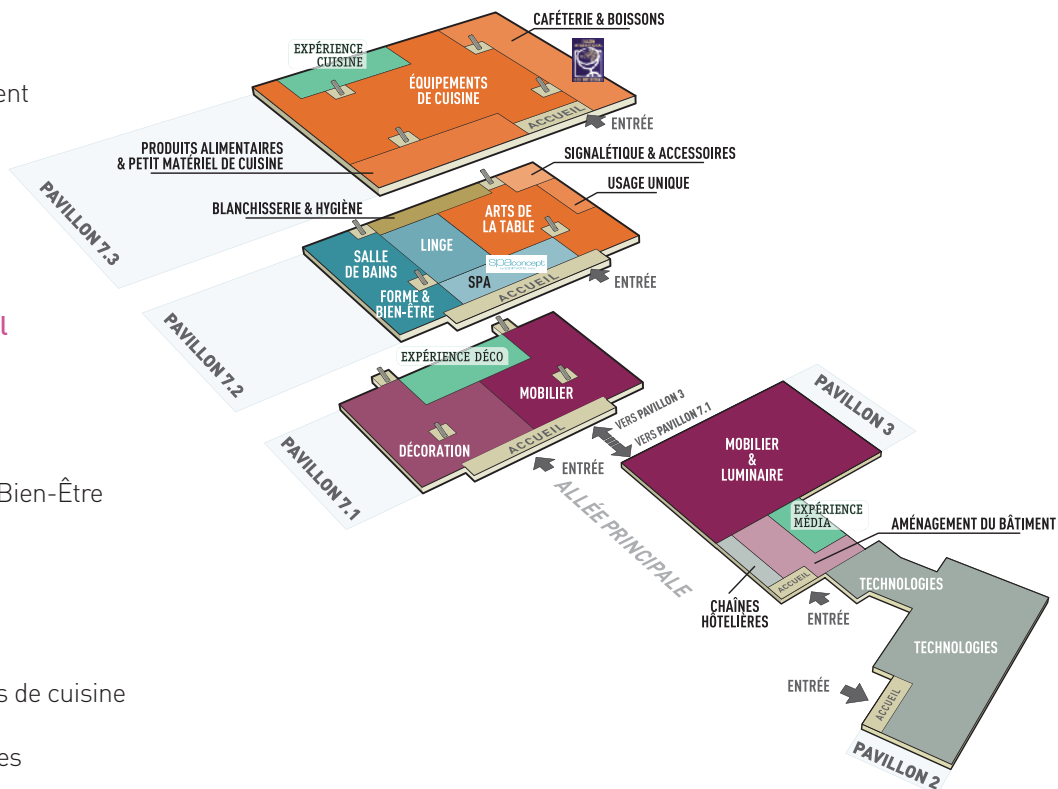 ent
l
Bien-Être
s de cuisine
es
CAFÉTERIE & BOISSONS
EXPÉRIENCE
CUISINE
ÉQUIPEMENTS
DE CUISINE
ACCUEIL
ENTRÉE
PRODUITS ALIMENTAIRES
& PETIT MATÉRIEL DE CUISINE
PAVILLON 7.3
SIGNALÉTIQUE & ACCESSOIRES
USAGE UNIQUE
BLANCHISSERIE & HYGIÈNE
ARTS DE
LA TABLE
LINGE
SALLE
DE BAINS
spaconcept
SPA
FORME &
BIEN-ÊTRE
ACCUEIL
ENTRÉE
PAVILLON 7.2
EXPÉRIENCE DÉCO
MOBILIER
DÉCORATION
ACCUEIL
ENTRÉE
PAVILLON 7.1
VERS PAVILLON 3
VERS PAVILLON 7.1
ALLÉE PRINCIPALE
PAVILLON 3
MOBILIER
&
LUMINAIRE
EXPÉRIENCE
MÉDIA
AMÉNAGEMENT DU BÂTIMENT
ACCUEIL
CHAÎNES
HÔTELIÈRES
ENTRÉE
TECHNOLOGIES
TECHNOLOGIES
ENTRÉE
ACCUEIL
PAVILLON 2